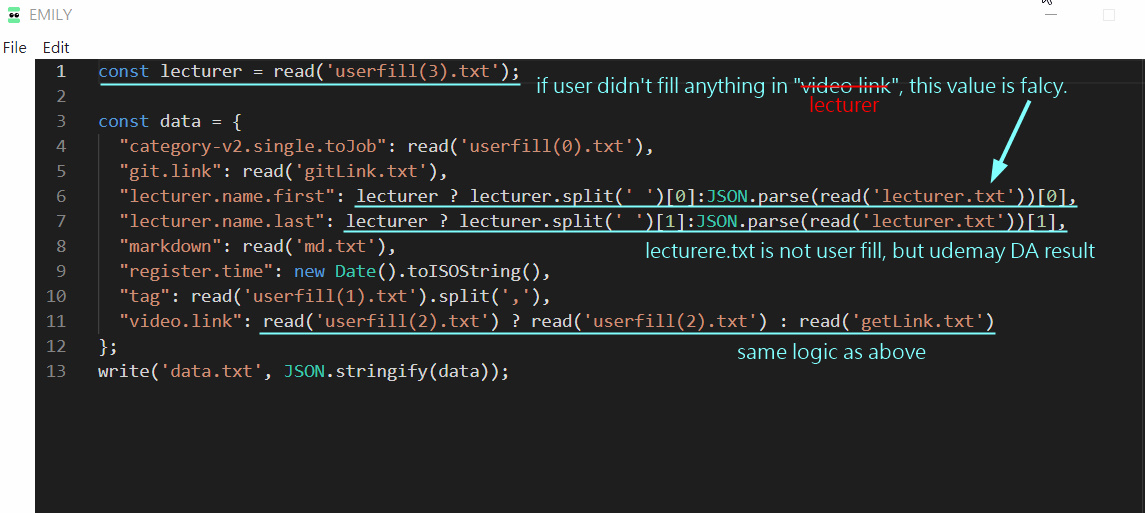 EMILY
File Edit
1 const lecturer = read('userfill(3).txt');
if user didn't fill anything in "video link", this value is falcy.
lecturer
2
3 const data = {
4 "category-v2.single.toJob": read('userfill(0).txt'),
5 "git.link": read('gitLink.txt'),
6 "lecturer.name.first": lecturer ? lecturer.split(' ')[0]:JSON.parse(read('lecturer.txt'))[0],
7 "lecturer.name.last": lecturer ? lecturer.split(' ')[1]:JSON.parse(read('lecturer.txt'))[1],
8 "markdown": read('md.txt'),
lecturere.txt is not user fill, but udemay DA result
9 "register.time": new Date().toISOString(),
10 "tag": read('userfill(1).txt').split(','),
11 "video.link": read('userfill(2).txt') ? read('userfill(2).txt') : read('getLink.txt')
12 };
same logic as above
13 write('data.txt', JSON.stringify(data));